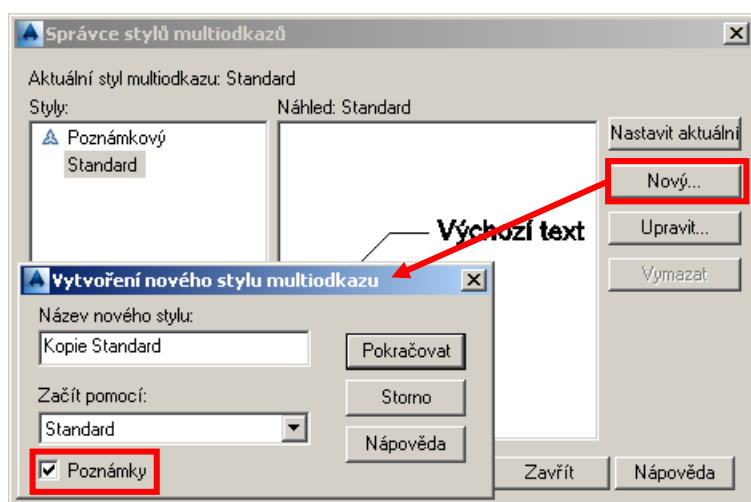 Správce stylů multiodkazů
Aktuální styl multiodkazu: Standard
Styly:
Náhled: Standard
Poznámkový
Standard
Výchozí text
Nastavit aktuální
Nový...
Upravit...
Vymazat
Vytvoření nového stylu multiodkazu
Název nového stylu:
Kopie Standard
Pokračovat
Začít pomocí:
Storno
Standard
Nápověda
Poznámky
Zavřít
Nápověda